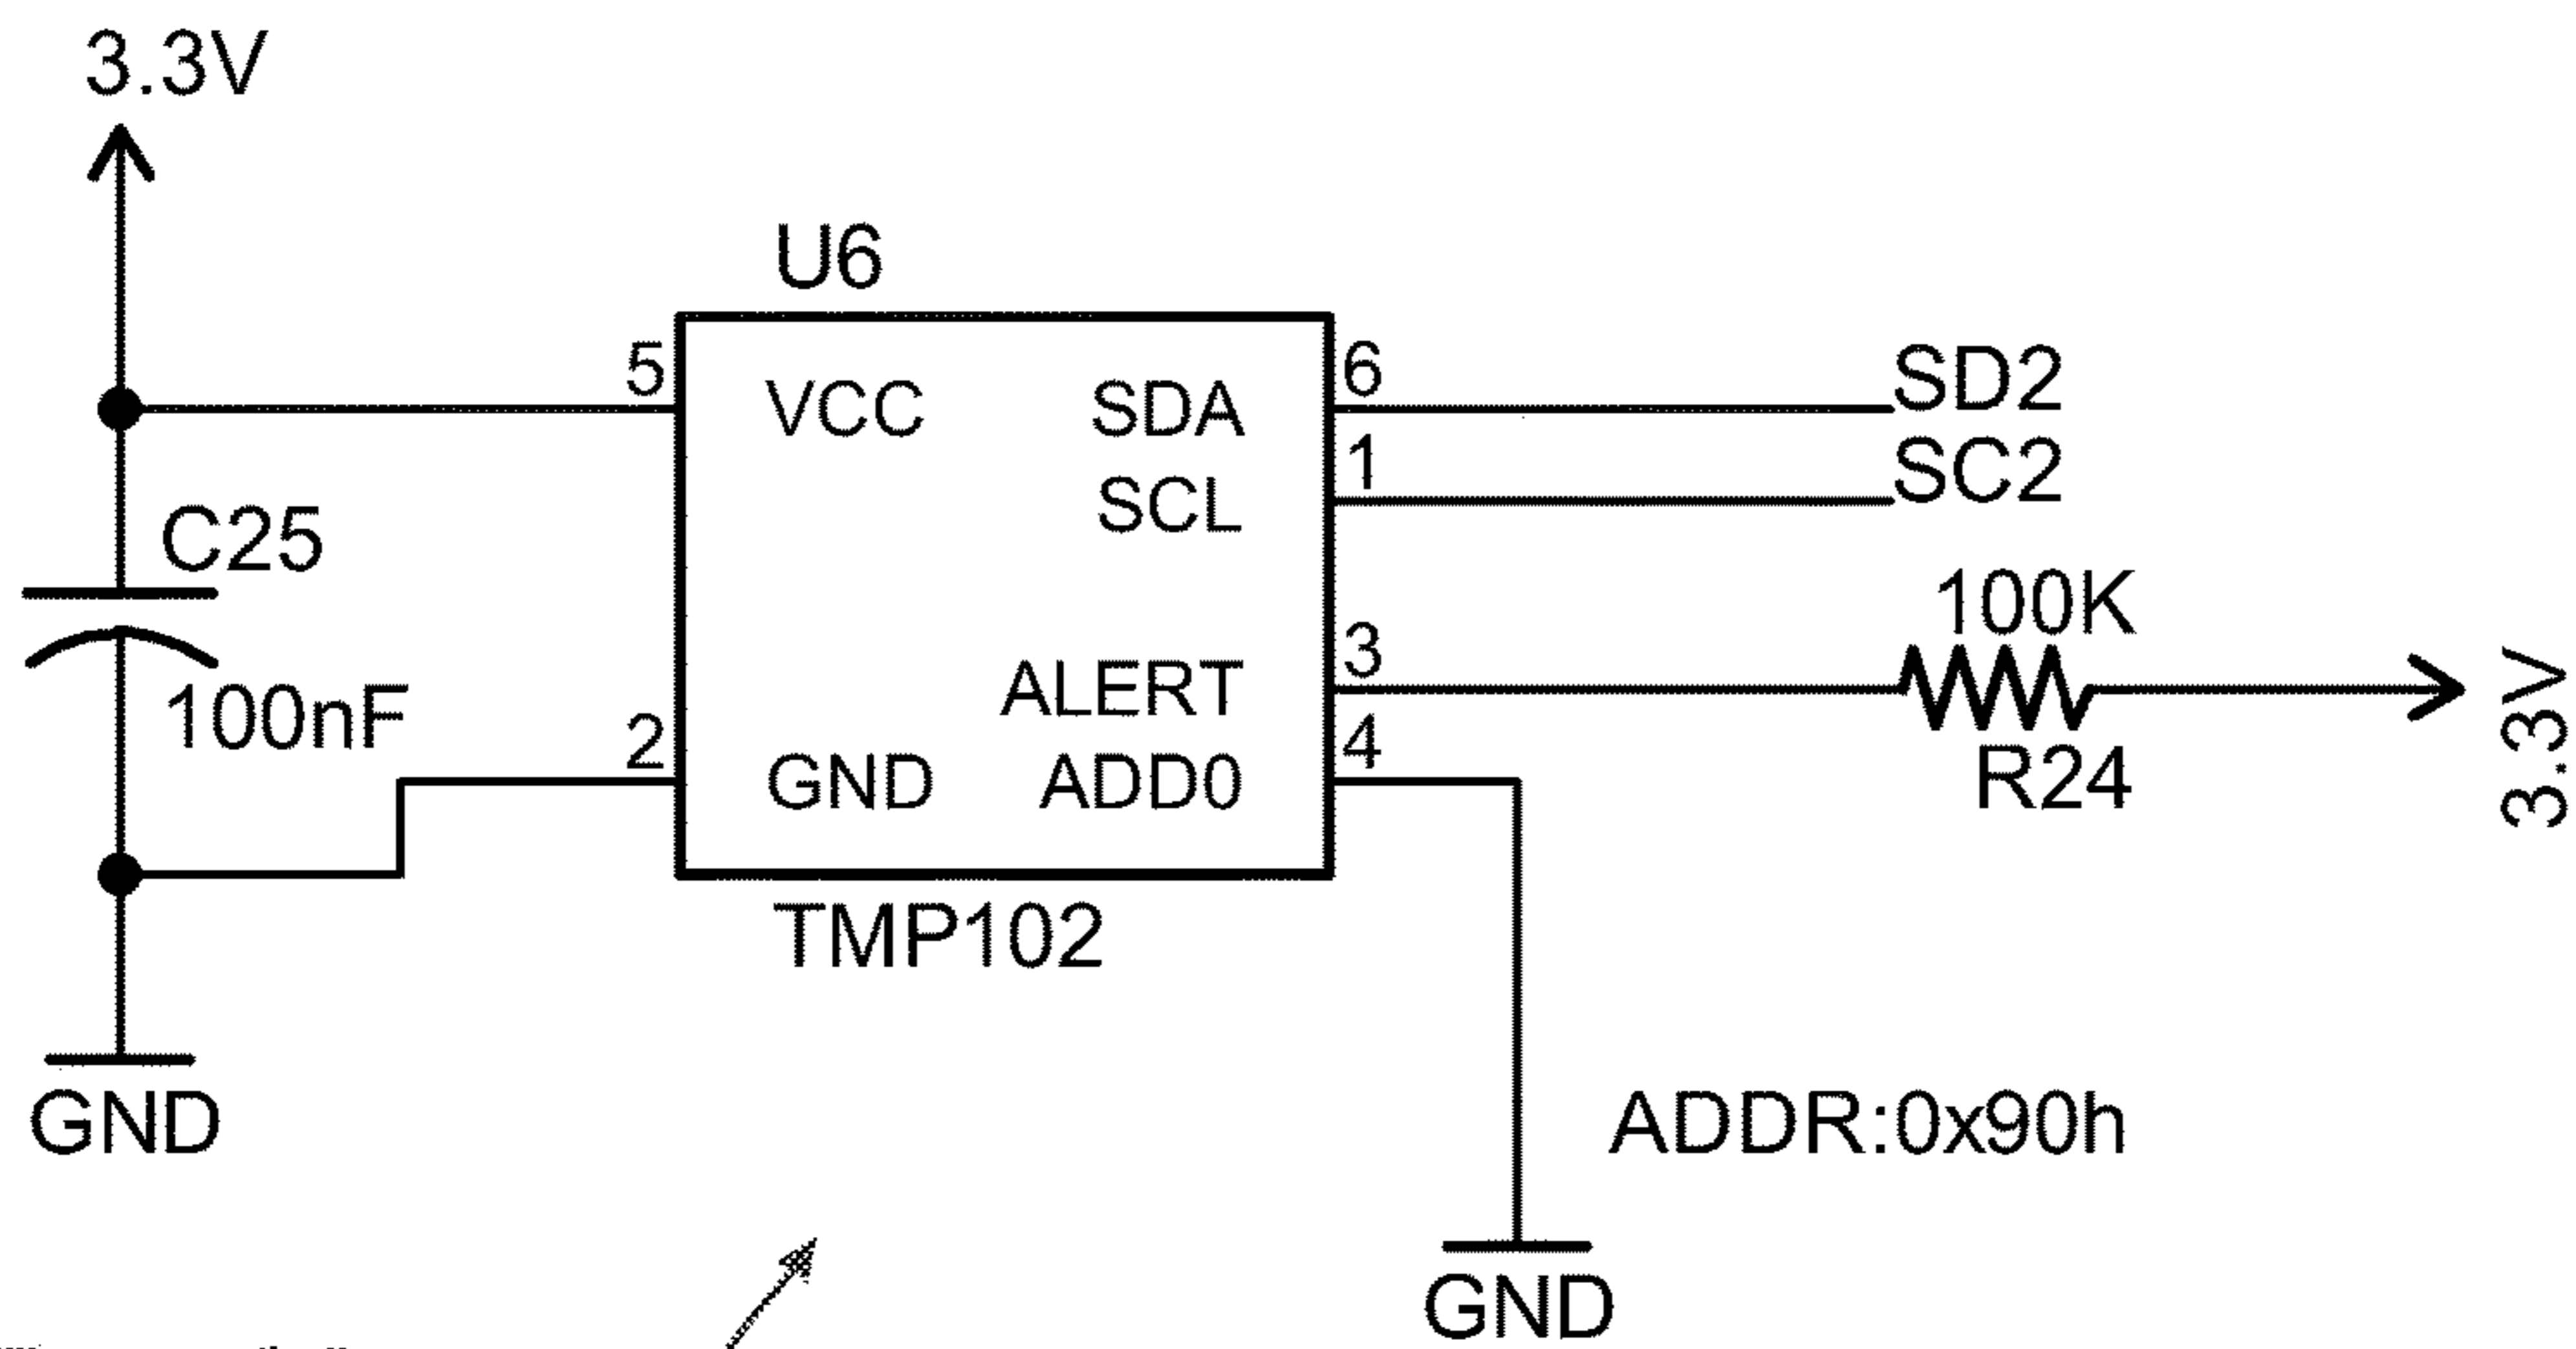 3.3V
U6
5
VCC
SDA
6
SD2
1
SCL
SC2
C25
100nF
100K
3
ALERT
R24
3.3V
2
GND
ADD0
4
TMP102
GND
ADDR:0x90h
GND